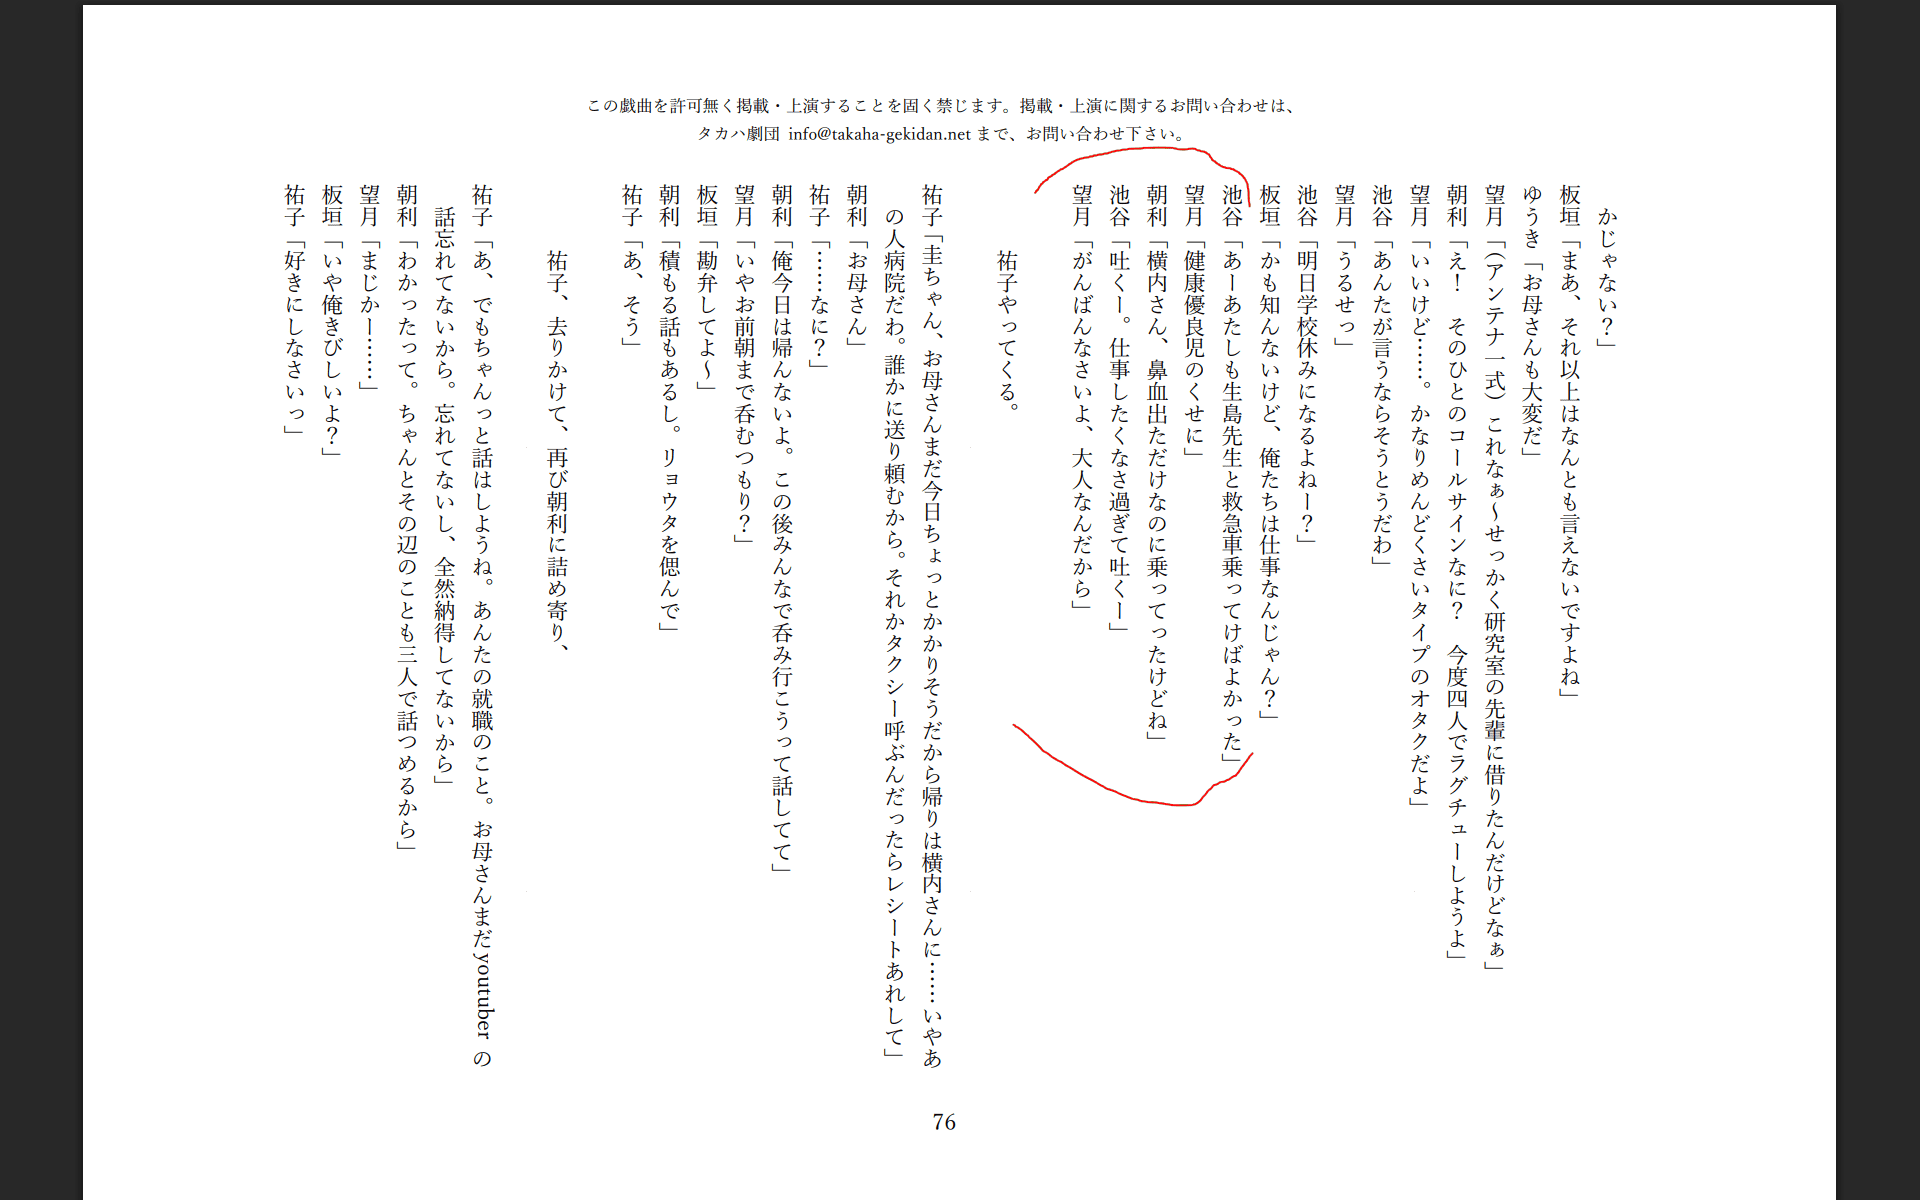 この戯曲を許可無く掲載・上演することを固く禁じます。掲載・上演に関するお問い合わせは、
タカハ劇団 info@takaha-gekidan.net まで、お問い合わせ下さい。
かじゃない？」
板垣「まあ、それ以上はなんとも言えないですよね」
ゆうき「お母さんも大変だ」
望月「(アンテナ一式) これなぁ～せっかく研究室の先輩に借りたんだけどなぁ」
朝利「え！　そのひとのコールサインなに？　今度四人でラグチューしようよ」
望月「いいけど……。かなりめんどくさいタイプのオタクだよ」
池谷「あんたが言うならそうとうだわ」
望月「うるせっ」
池谷「明日学校休みになるよねー？」
板垣「かも知んないけど、俺たちは仕事なんじゃん？」
池谷「あーあたしも生島先生と救急車乗ってけばよかった」
望月「健康優良児のくせに」
朝利「横内さん、鼻血出ただけなのに乗ってったけどね」
池谷「吐くー。仕事したくなさ過ぎて吐くー」
望月「がんばんなさいよ、大人なんだから」
祐子やってくる。
祐子「圭ちゃん、お母さんまだ今日ちょっとかかりそうだから帰りは横内さんに……いやあ
の人病院だわ。誰かに送り頼むから。それかタクシー呼ぶんだったらレシートあれして」
朝利「お母さん」
祐子「……なに？」
朝利「俺今日は帰んないよ。この後みんなで呑み行こうって話してて」
望月「いやお前朝まで呑むつもり？」
板垣「勘弁してよ～」
朝利「積もる話もあるし。リョウタを偲んで」
祐子「あ、そう」
祐子、去りかけて、再び朝利に詰め寄り、
祐子「あ、でもちゃんっと話はしようね。あんたの就職のこと。お母さんまだyoutuber の
話忘れてないから。忘れてないし、全然納得してないから」
朝利「わかったって。ちゃんとその辺のことも三人で話つめるから」
望月「まじかー……」
板垣「いや俺きびしいよ？」
祐子「好きにしなさいっ」
76